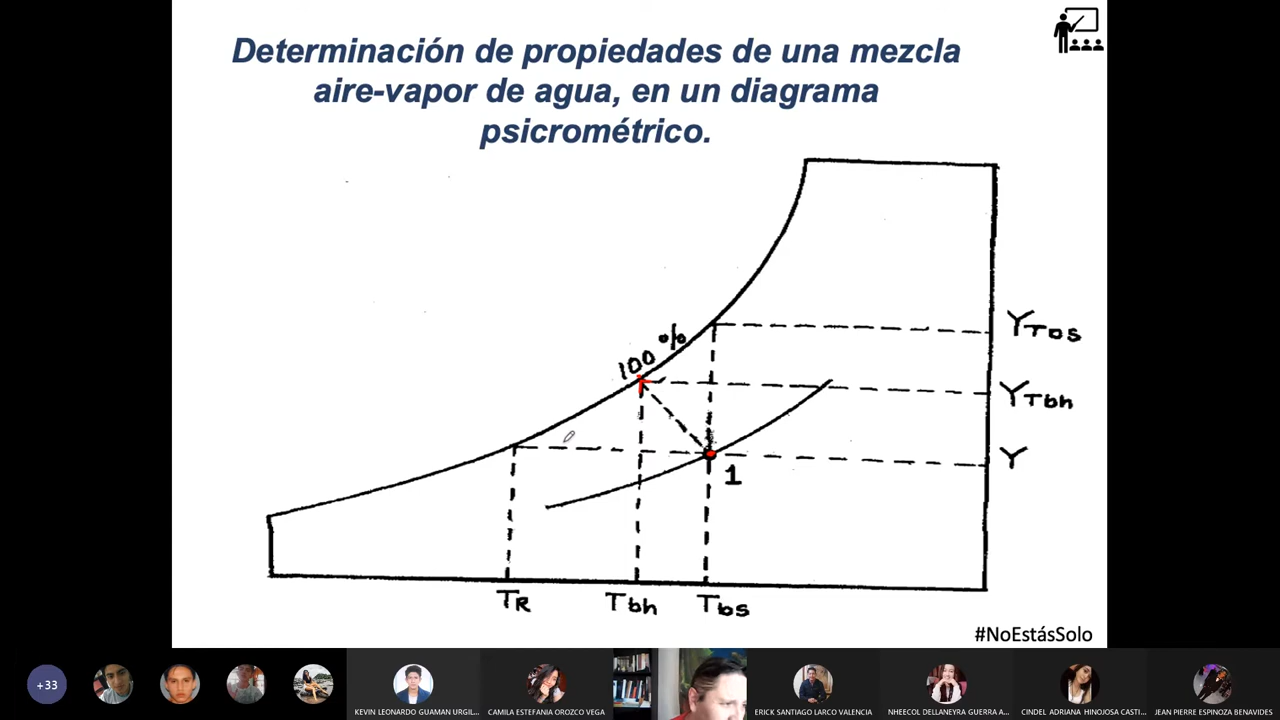 Determinación de propiedades de una mezcla
aire-vapor de agua, en un diagrama
psicrométrico.
100 %
YTbs
YTbh
Y
1
TR
Tbh
Tbs
#NoEstásSolo
+33
KEVIN LEONARDO GUAMAN URGIL...
CAMILA ESTEFANIA OROZCO VEGA
ERICK SANTIAGO LARCO VALENCIA
NHEECOL DELLANEYRA GUERRA A...
CINDEL ADRIANA HINOJOSA CASTI...
JEAN PIERRE ESPINOZA BENAVIDES